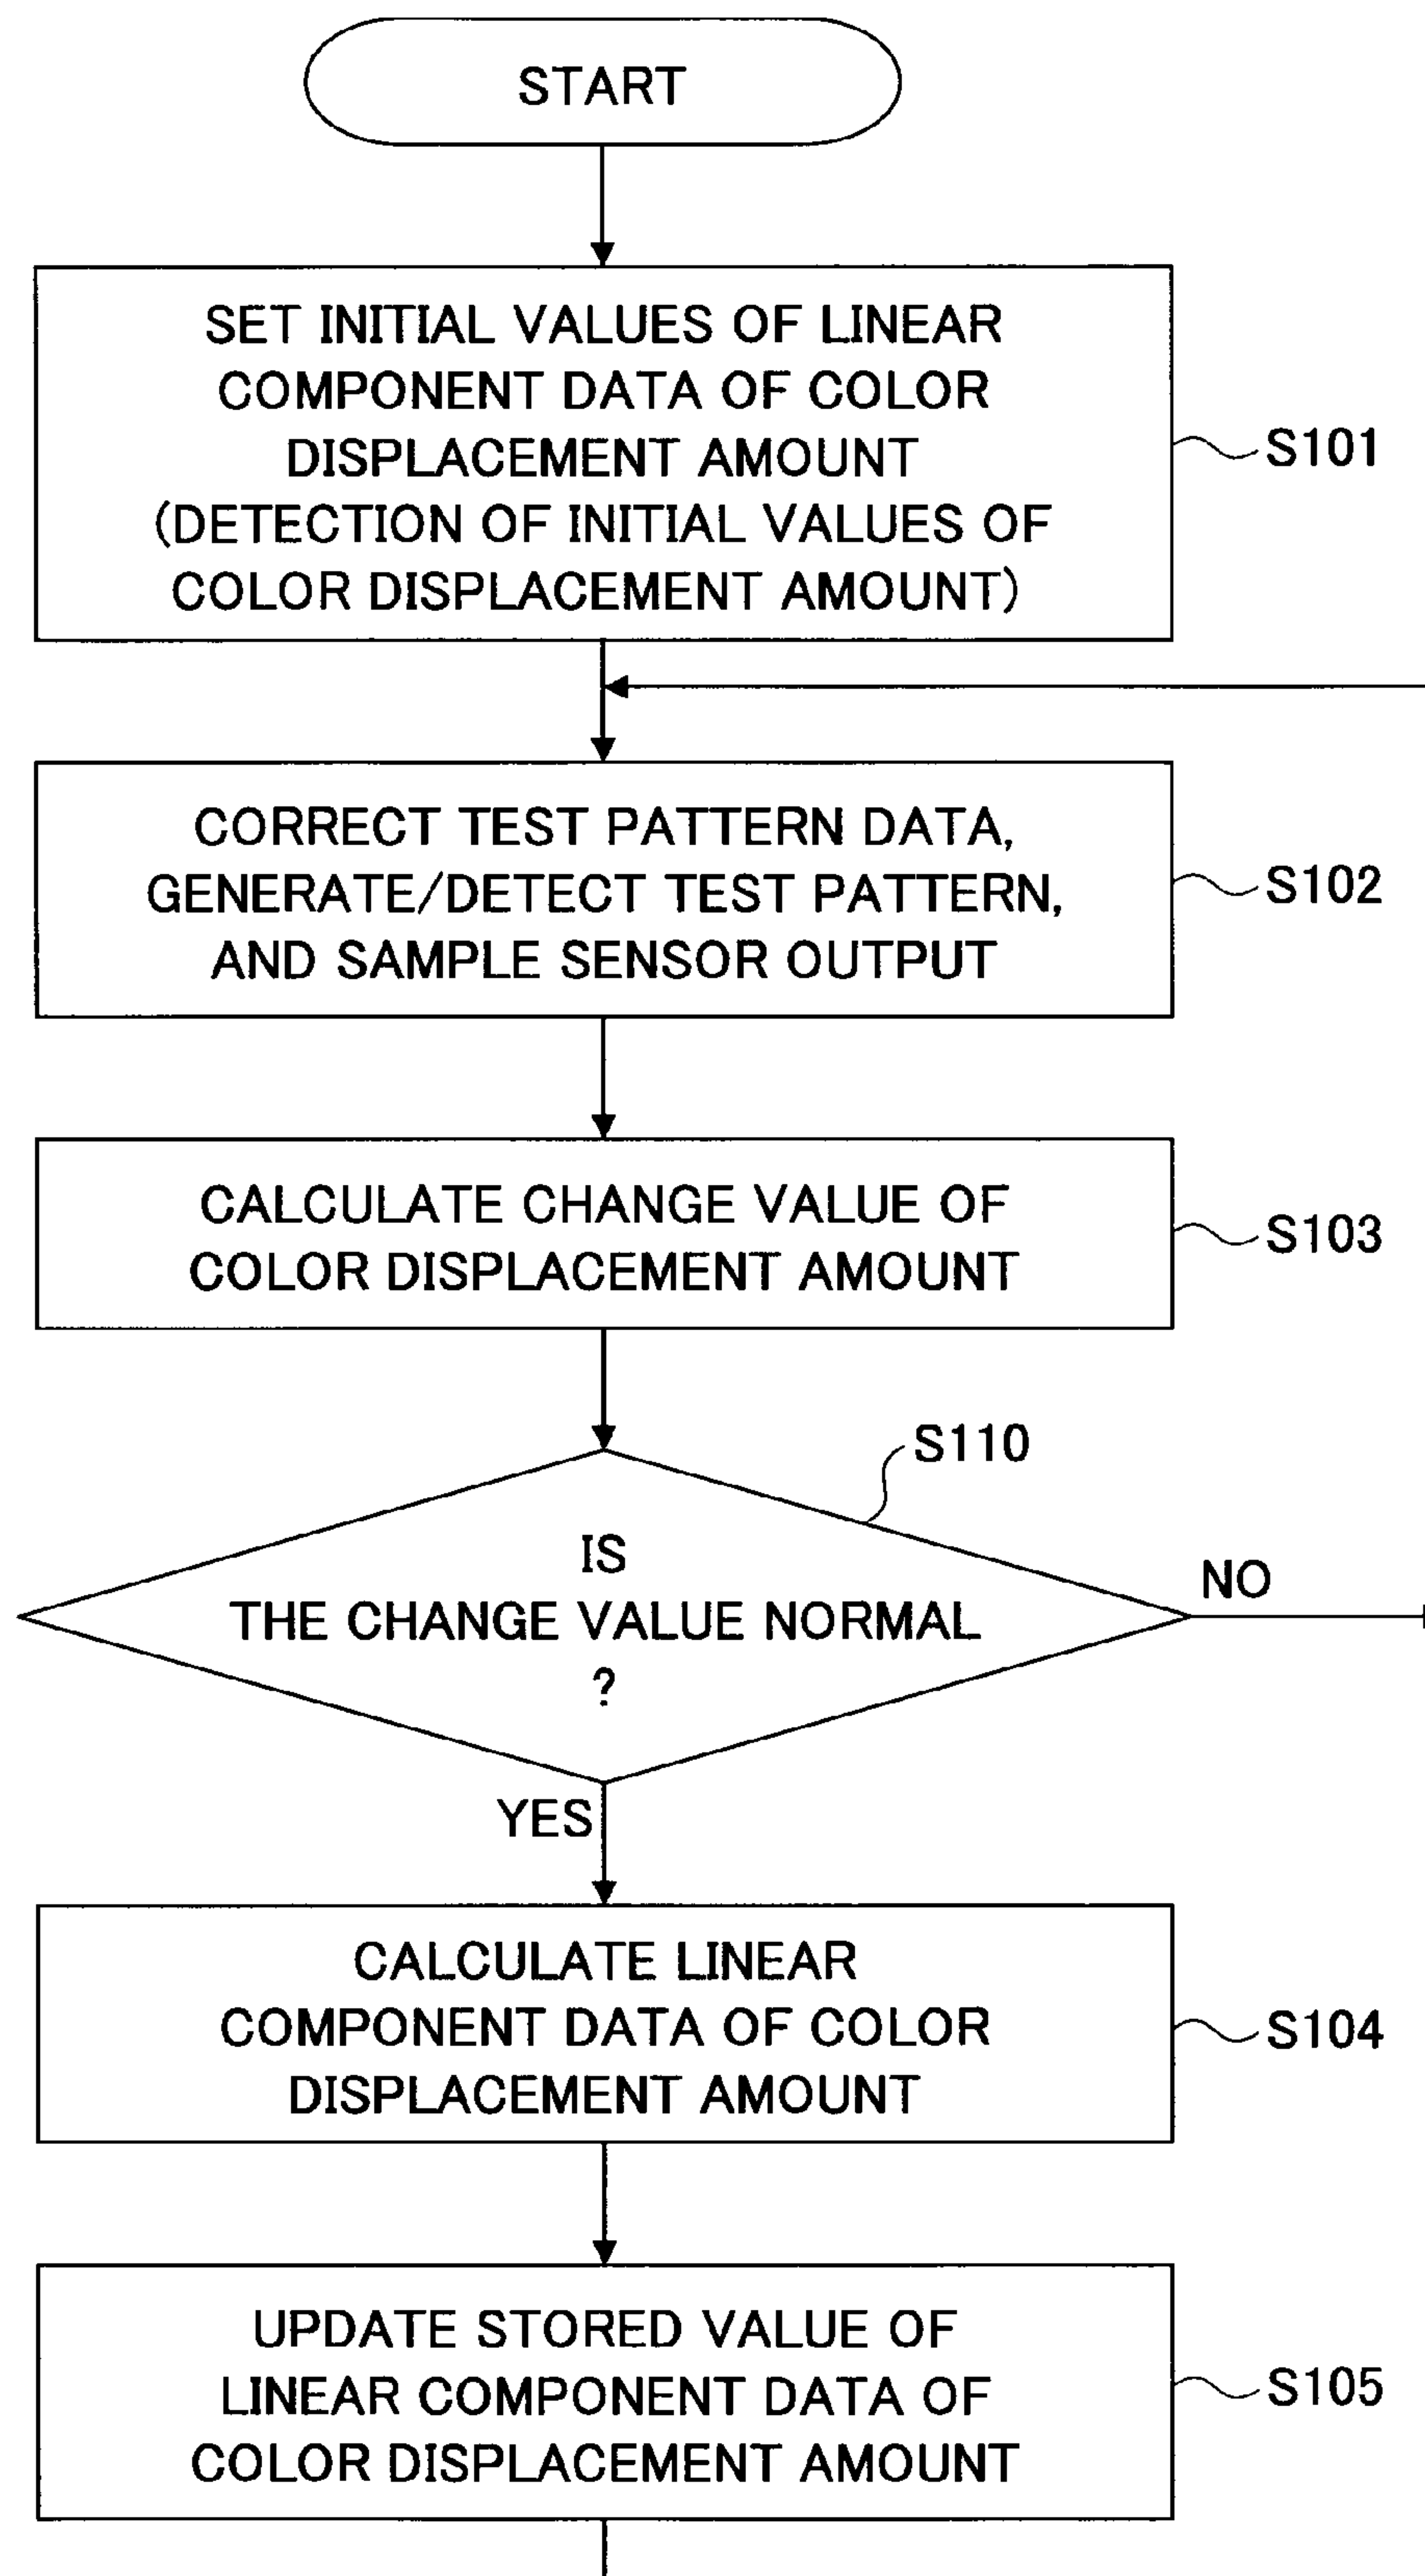 START
SET INITIAL VALUES OF LINEAR
COMPONENT DATA OF COLOR
DISPLACEMENT AMOUNT
(DETECTION OF INITIAL VALUES OF
COLOR DISPLACEMENT AMOUNT)
S101
CORRECT TEST PATTERN DATA,
GENERATE/DETECT TEST PATTERN,
AND SAMPLE SENSOR OUTPUT
S102
CALCULATE CHANGE VALUE OF
COLOR DISPLACEMENT AMOUNT
S103
S110
IS
THE CHANGE VALUE NORMAL
?
NO
YES
CALCULATE LINEAR
COMPONENT DATA OF COLOR
DISPLACEMENT AMOUNT
S104
UPDATE STORED VALUE OF
LINEAR COMPONENT DATA OF
COLOR DISPLACEMENT AMOUNT
S105